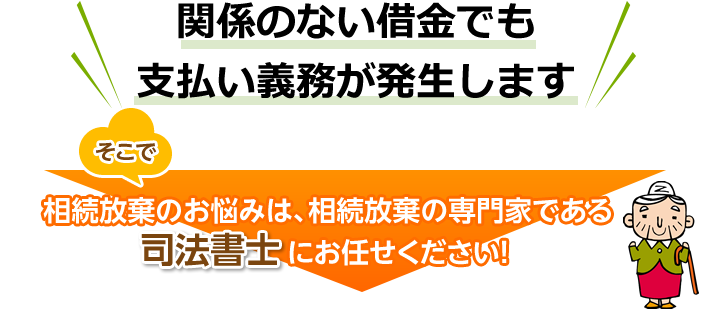 関係のない借金でも
支払い義務が発生します
そこで
相続放棄のお悩みは、相続放棄の専門家である
司法書士にお任せください!